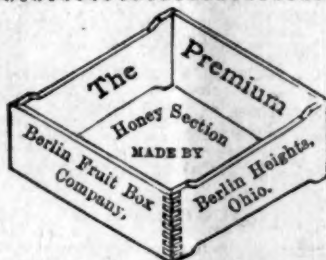 The
Premium
Honey Section
MADE BY
Berlin Fruit Box
Company,
Berlin Heights,
Ohio.